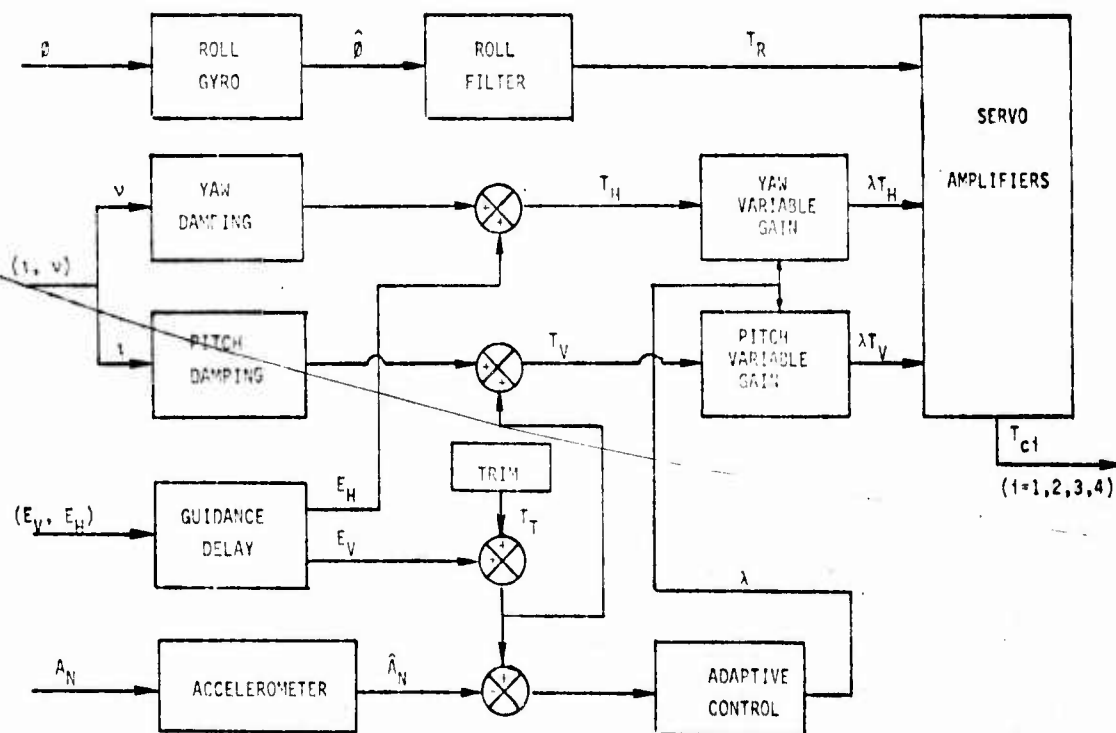 ø
ROLL
GYRO
ø̂
ROLL
FILTER
T_R
SERVO
AMPLIFIERS
ν
YAW
DAMPING
+
+
T_H
YAW
VARIABLE
GAIN
λT_H
(ι, ν)
ι
PITCH
DAMPING
+
+
T_V
PITCH
VARIABLE
GAIN
λT_V
T_ci
(i=1,2,3,4)
TRIM
T_T
(E_V, E_H)
GUIDANCE
DELAY
E_H
E_V
+
+
λ
A_N
ACCELEROMETER
Â_N
-
+
ADAPTIVE
CONTROL